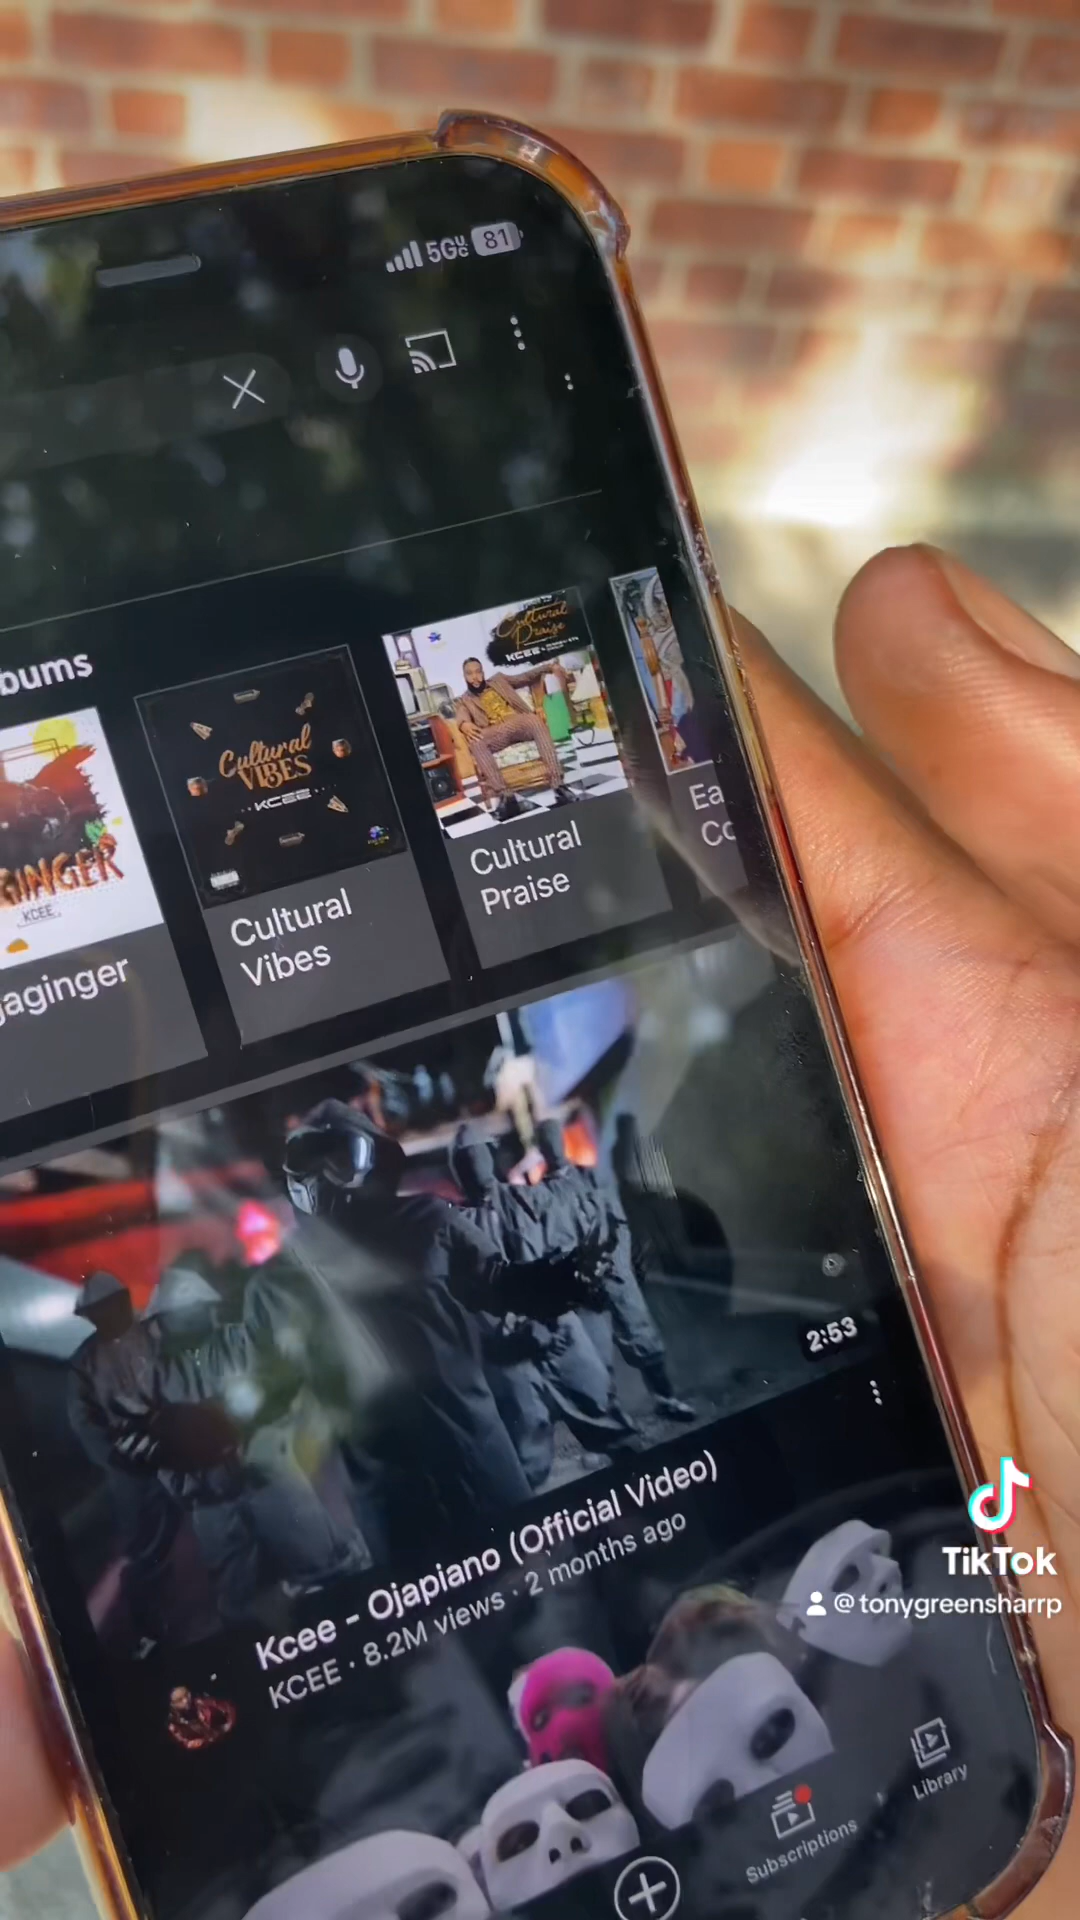 5G UC 81
bums
Cultural
VIBES
KCEE
Cultural
Praise
KCEE
GINGER
KCEE
Ea
Co
Cultural
Praise
Cultural
Vibes
aginger
2:53
Kcee - Ojapiano (Official Video)
KCEE · 8.2M views · 2 months ago
TikTok
@tonygreensharrp
Subscriptions
Library